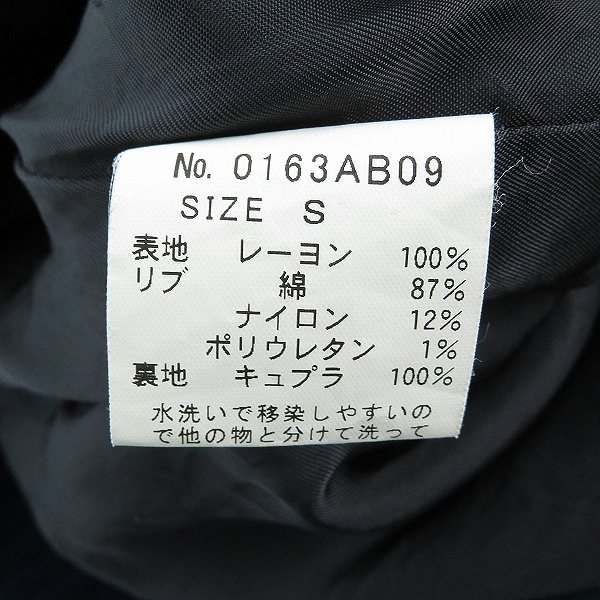 No. 0163AB09
SIZE S
表地 レーヨン 100%
リブ 綿 87%
ナイロン 12%
ポリウレタン 1%
裏地 キュプラ 100%
水洗いで移染しやすいの
で他の物と分けて洗って